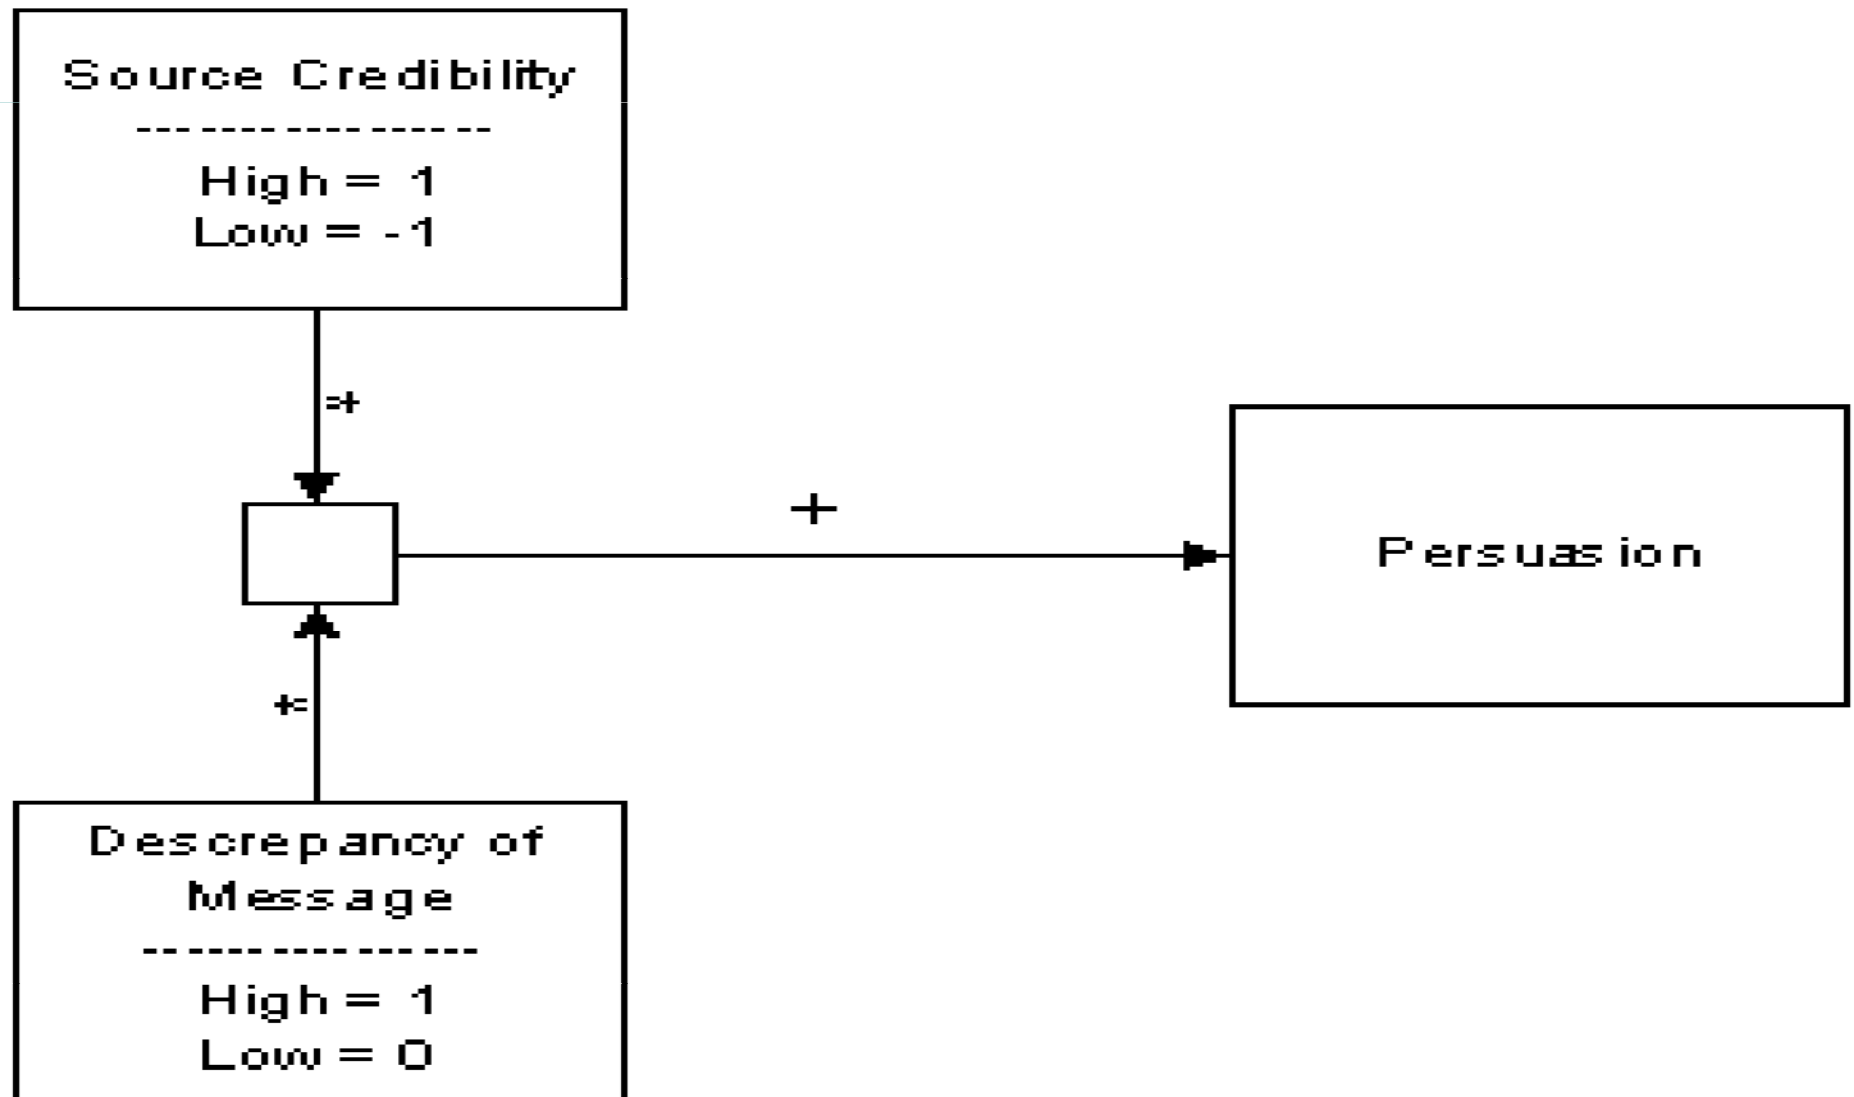 Source Credibility
-----------------
High = 1
Low = -1
=+
+
Persuasion
+=
Descrepancy of
Message
----------------
High = 1
Low = 0